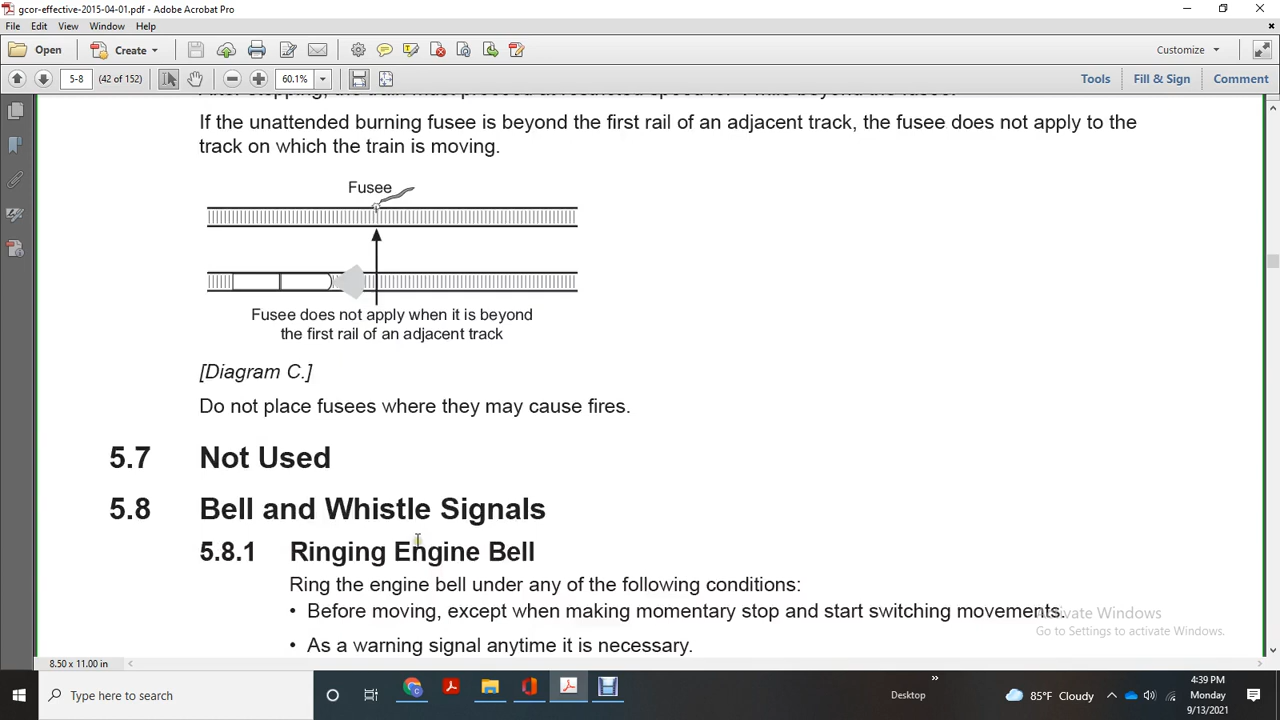 gcor-effective-2015-04-01.pdf - Adobe Acrobat Pro
File Edit View Window Help
Open Create Customize
5-8 (42 of 152) 60.1% Tools Fill & Sign Comment
If the unattended burning fusee is beyond the first rail of an adjacent track, the fusee does not apply to the
track on which the train is moving.
Fusee
Fusee does not apply when it is beyond
the first rail of an adjacent track
[Diagram C.]
Do not place fusees where they may cause fires.
5.7 Not Used
5.8 Bell and Whistle Signals
5.8.1 Ringing Engine Bell
Ring the engine bell under any of the following conditions:
• Before moving, except when making momentary stop and start switching movements.
Activate Windows
Go to Settings to activate Windows.
• As a warning signal anytime it is necessary.
8.50 x 11.00 in
Type here to search
Desktop
85°F Cloudy
4:39 PM
Monday
9/13/2021